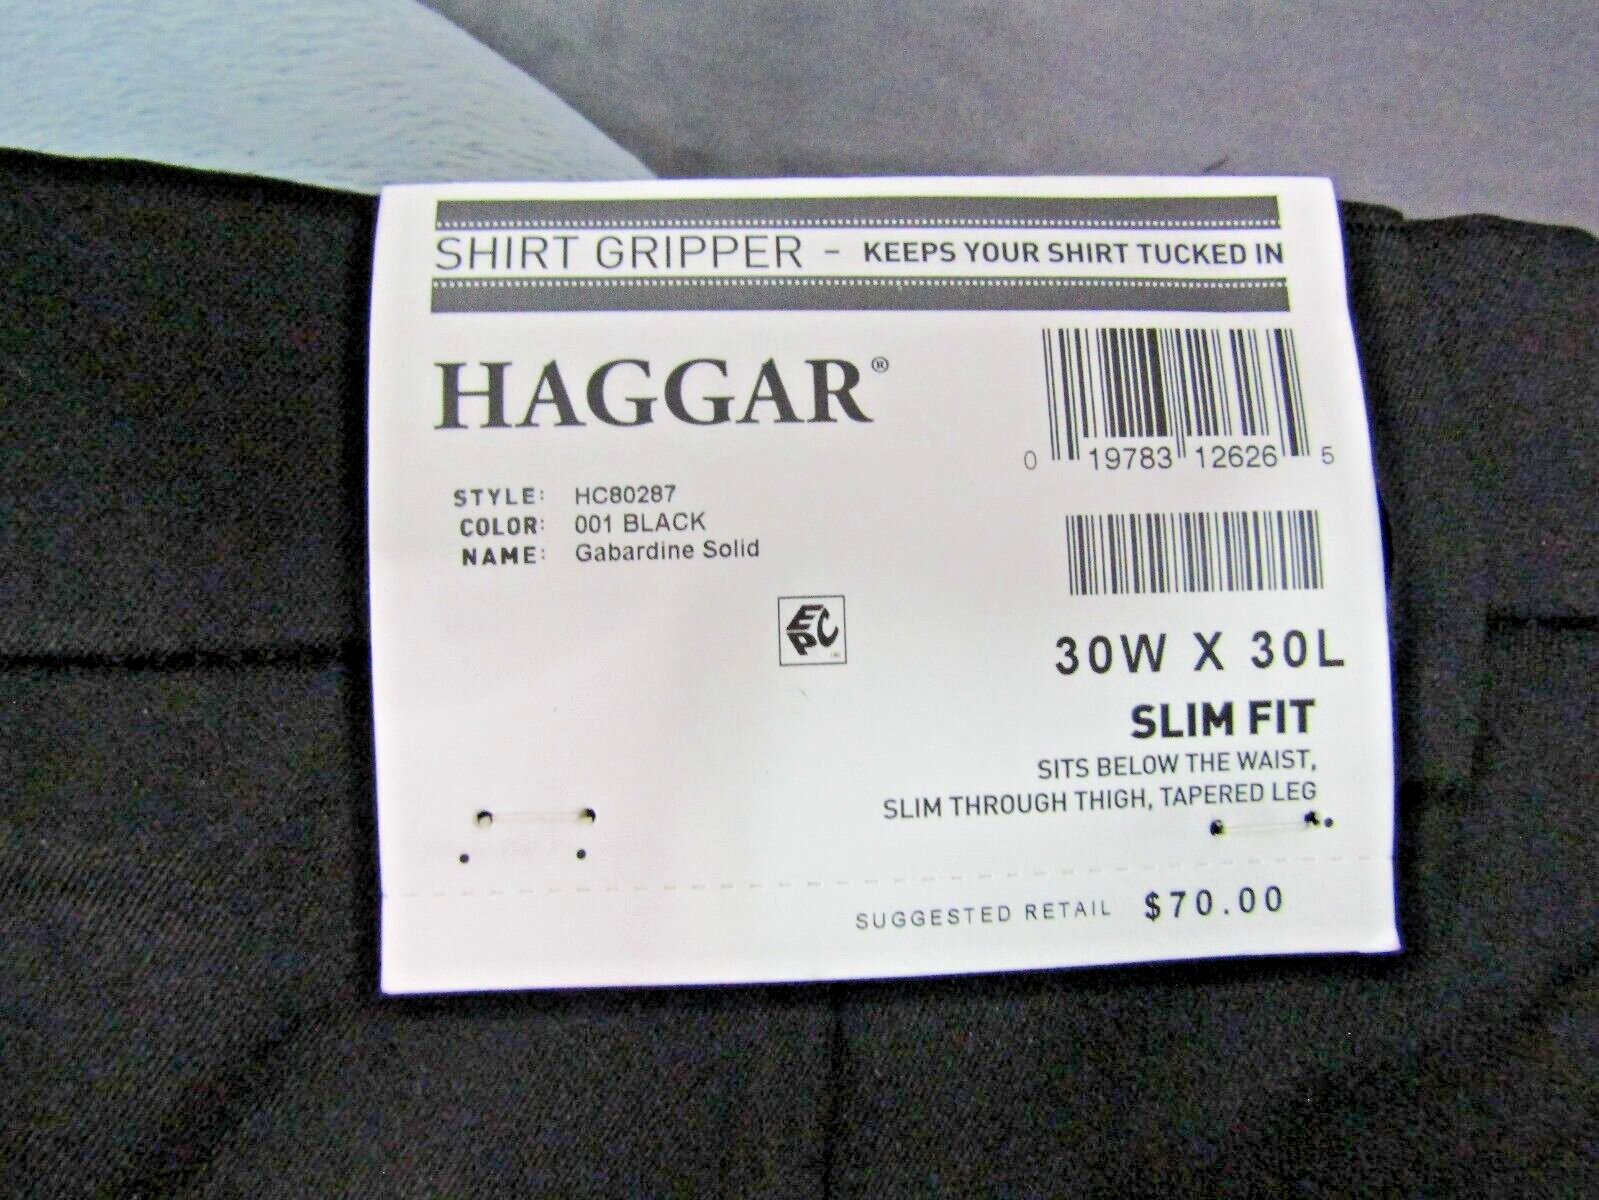 SHIRT GRIPPER - KEEPS YOUR SHIRT TUCKED IN
HAGGAR®
0 19783 12626 5
STYLE: HC80287
COLOR: 001 BLACK
NAME: Gabardine Solid
EPC
30W X 30L
SLIM FIT
SITS BELOW THE WAIST,
SLIM THROUGH THIGH, TAPERED LEG
SUGGESTED RETAIL $70.00